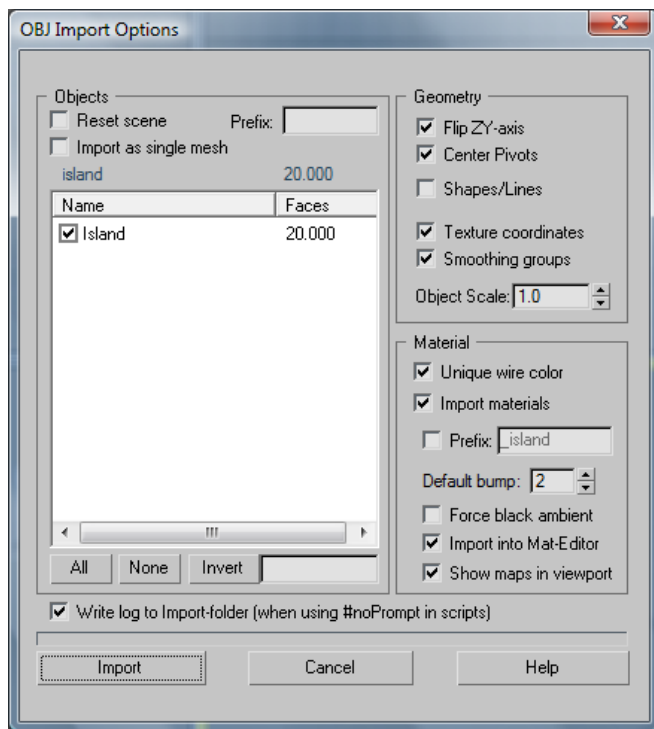 OBJ Import Options
Objects
Reset scene
Prefix:
Import as single mesh
island 20.000
Name Faces
Island 20.000
All None Invert
Geometry
Flip ZY-axis
Center Pivots
Shapes/Lines
Texture coordinates
Smoothing groups
Object Scale: 1.0
Material
Unique wire color
Import materials
Prefix: _island
Default bump: 2
Force black ambient
Import into Mat-Editor
Show maps in viewport
Write log to Import-folder (when using #noPrompt in scripts)
Import Cancel Help